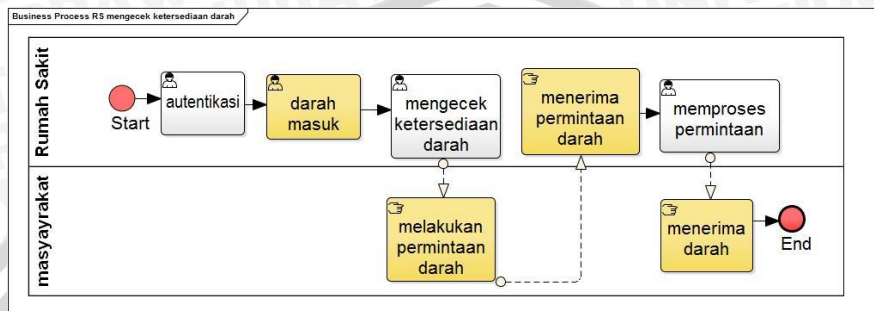 Business Process RS mengecek ketersediaan darah
Rumah Sakit
Start
autentikasi
darah
masuk
mengecek
ketersediaan
darah
menerima
permintaan
darah
memproses
permintaan
masyayrakat
melakukan
permintaan
darah
menerima
darah
End